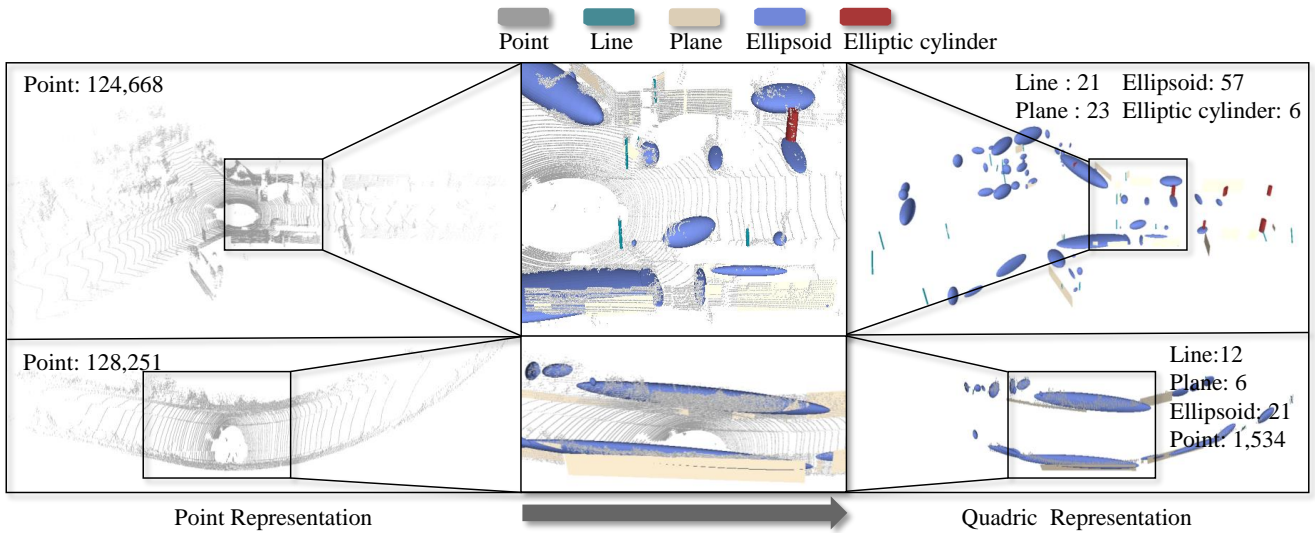 Point Line Plane Ellipsoid Elliptic cylinder
Point: 124,668
Line : 21 Ellipsoid: 57
Plane : 23 Elliptic cylinder: 6
Point: 128,251
Line:12
Plane: 6
Ellipsoid: 21
Point: 1,534
Point Representation
Quadric Representation